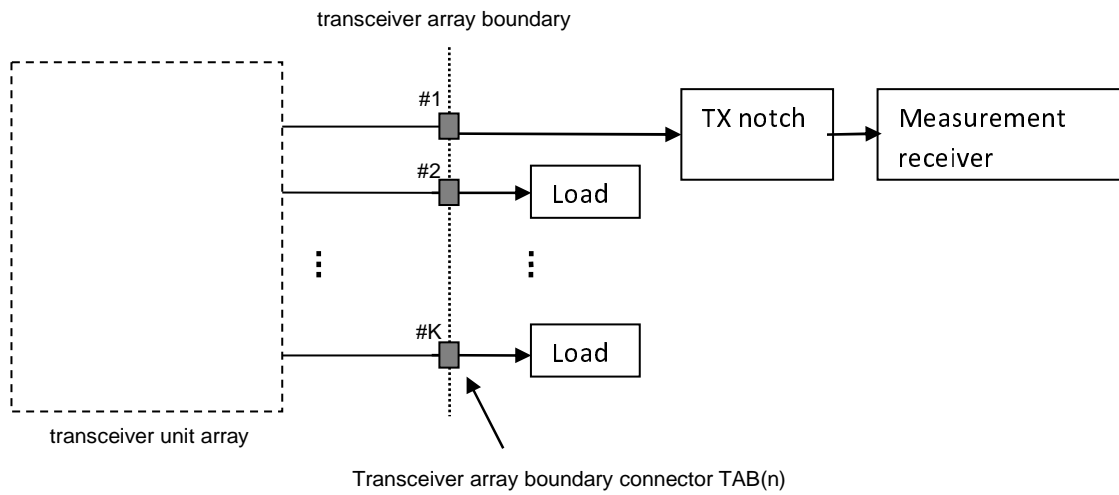 transceiver array boundary
#1
TX notch
Measurement
receiver
#2
Load
#K
Load
transceiver unit array
Transceiver array boundary connector TAB(n)